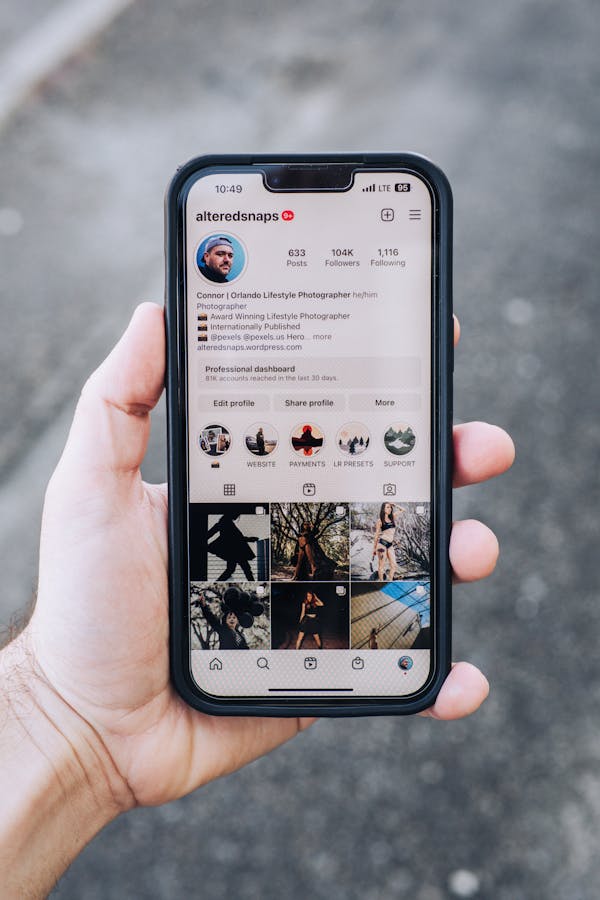 10:49 LTE 95
alteredsnaps 9+
633 104K 1,116
Posts Followers Following
Connor | Orlando Lifestyle Photographer he/him
Photographer
📸 Award Winning Lifestyle Photographer
📸 Internationally Published
📸 @pexels @pexels.us Hero... more
alteredsnaps.wordpress.com
Professional dashboard
81K accounts reached in the last 30 days.
Edit profile Share profile More
📸 WEBSITE PAYMENTS LR PRESETS SUPPORT